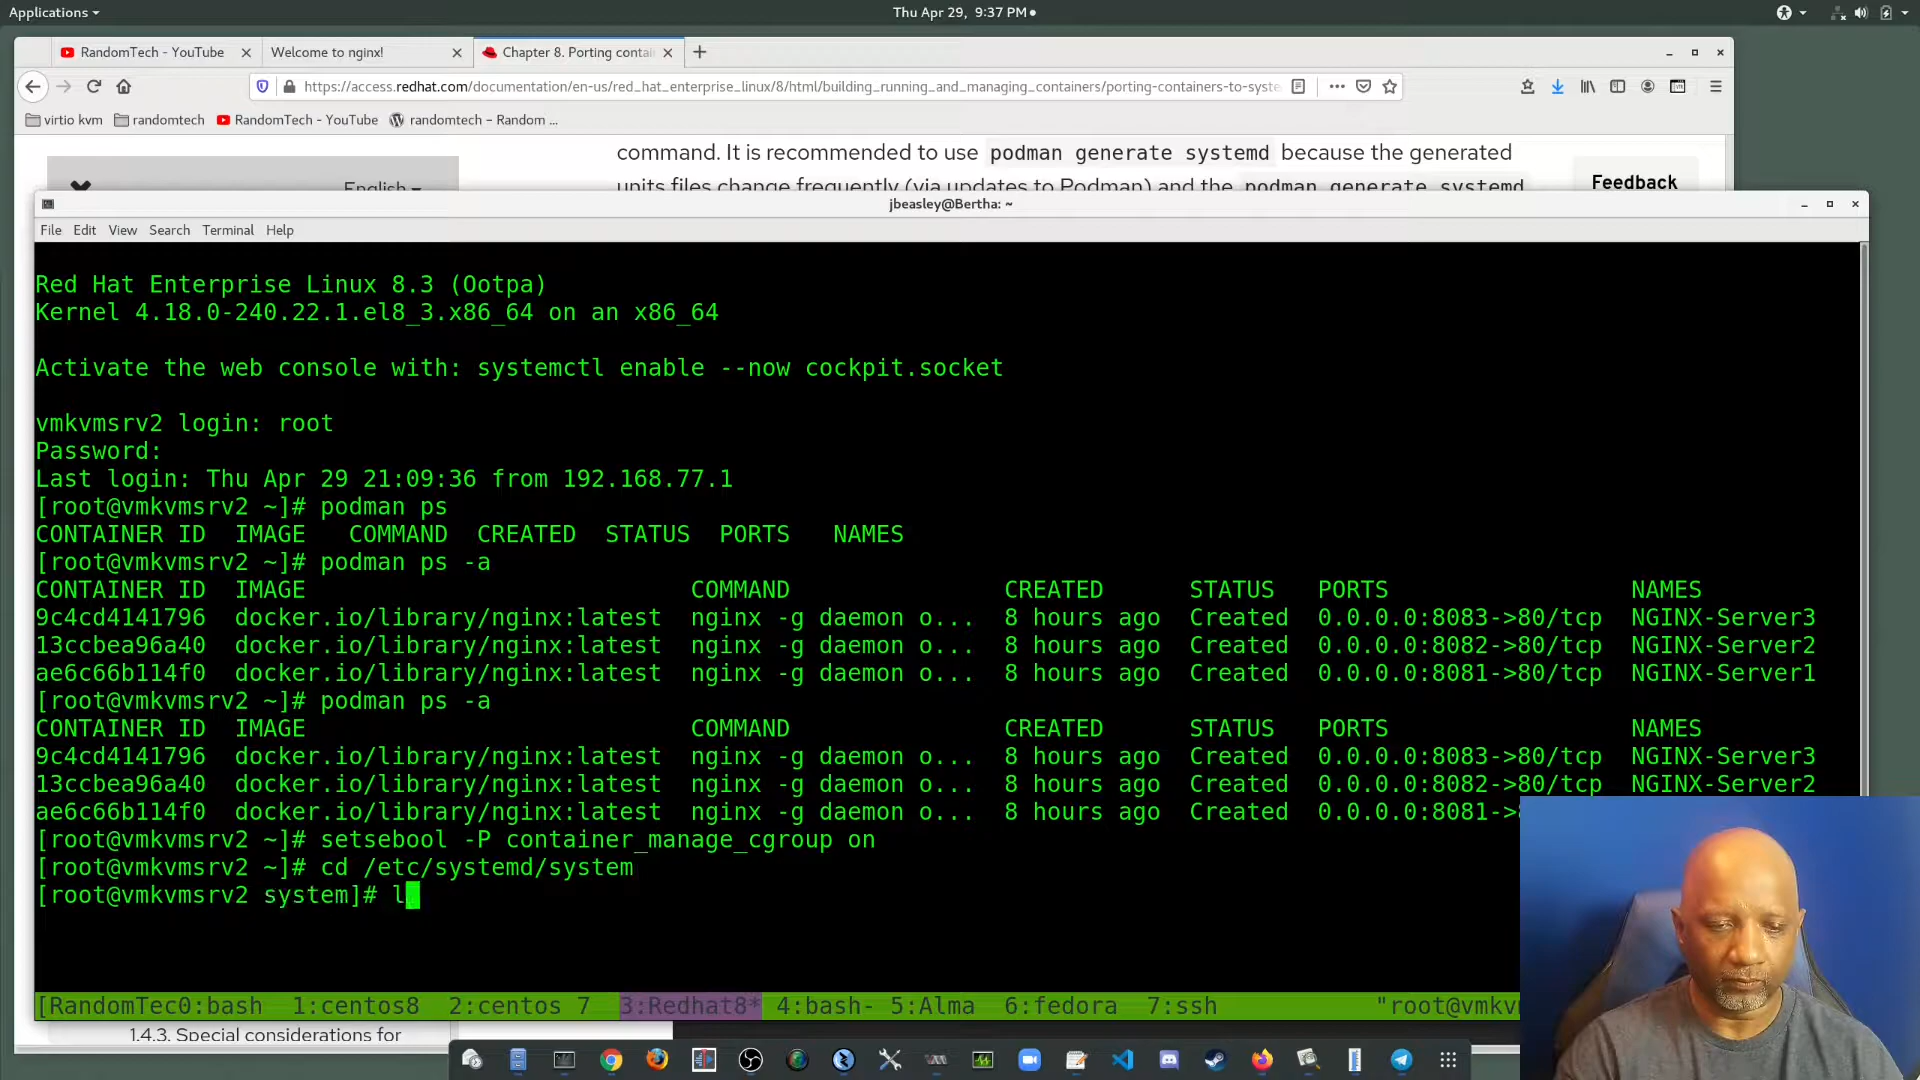 Applications
Thu Apr 29, 9:37 PM
RandomTech - YouTube
Welcome to nginx!
Chapter 8. Porting contai
https://access.redhat.com/documentation/en-us/red_hat_enterprise_linux/8/html/building_running_and_managing_containers/porting-containers-to-syste
virtio kvm
randomtech
RandomTech - YouTube
randomtech – Random ...
English
command. It is recommended to use podman generate systemd because the generated
units files change frequently (via updates to Podman) and the podman generate systemd
Feedback
jbeasley@Bertha: ~
File Edit View Search Terminal Help
Red Hat Enterprise Linux 8.3 (Ootpa)
Kernel 4.18.0-240.22.1.el8_3.x86_64 on an x86_64
Activate the web console with: systemctl enable --now cockpit.socket
vmkvmsrv2 login: root
Password:
Last login: Thu Apr 29 21:09:36 from 192.168.77.1
[root@vmkvmsrv2 ~]# podman ps
CONTAINER ID IMAGE COMMAND CREATED STATUS PORTS NAMES
[root@vmkvmsrv2 ~]# podman ps -a
CONTAINER ID IMAGE COMMAND CREATED STATUS PORTS NAMES
9c4cd4141796 docker.io/library/nginx:latest nginx -g daemon o... 8 hours ago Created 0.0.0.0:8083->80/tcp NGINX-Server3
13ccbea96a40 docker.io/library/nginx:latest nginx -g daemon o... 8 hours ago Created 0.0.0.0:8082->80/tcp NGINX-Server2
ae6c66b114f0 docker.io/library/nginx:latest nginx -g daemon o... 8 hours ago Created 0.0.0.0:8081->80/tcp NGINX-Server1
[root@vmkvmsrv2 ~]# podman ps -a
CONTAINER ID IMAGE COMMAND CREATED STATUS PORTS NAMES
9c4cd4141796 docker.io/library/nginx:latest nginx -g daemon o... 8 hours ago Created 0.0.0.0:8083->80/tcp NGINX-Server3
13ccbea96a40 docker.io/library/nginx:latest nginx -g daemon o... 8 hours ago Created 0.0.0.0:8082->80/tcp NGINX-Server2
ae6c66b114f0 docker.io/library/nginx:latest nginx -g daemon o... 8 hours ago Created 0.0.0.0:8081->
[root@vmkvmsrv2 ~]# setsebool -P container_manage_cgroup on
[root@vmkvmsrv2 ~]# cd /etc/systemd/system
[root@vmkvmsrv2 system]# l
[RandomTec0:bash 1:centos8 2:centos 7 3:Redhat8* 4:bash- 5:Alma 6:fedora 7:ssh "root@vmkv
1.4.3. Special considerations for